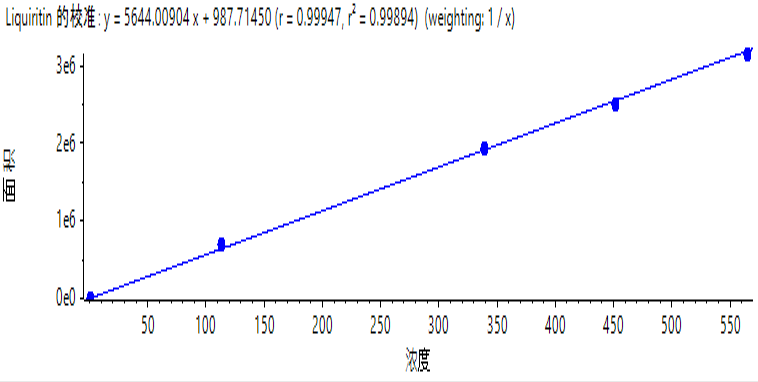 Liquiritin 的校准: y = 5644.00904 x + 987.71450 (r = 0.99947, r² = 0.99894) (weighting: 1 / x)
3e6
2e6
面积
1e6
0e0
50 100 150 200 250 300 350 400 450 500 550
浓度